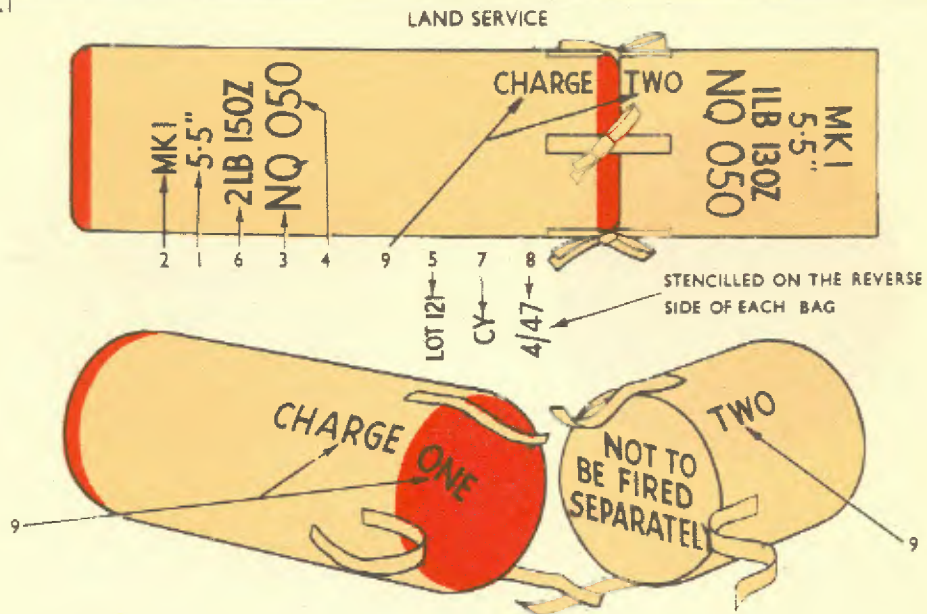 LAND SERVICE
MK I
5·5"
2LB 15OZ
NQ 050
CHARGE TWO
MK I
5·5"
1LB 13OZ
NQ 050
2 1 6 3 4 9 5 7 8
LOT 121
CY
4/47
STENCILLED ON THE REVERSE
SIDE OF EACH BAG
CHARGE ONE
NOT TO
BE FIRED
SEPARATELY
TWO
9
9